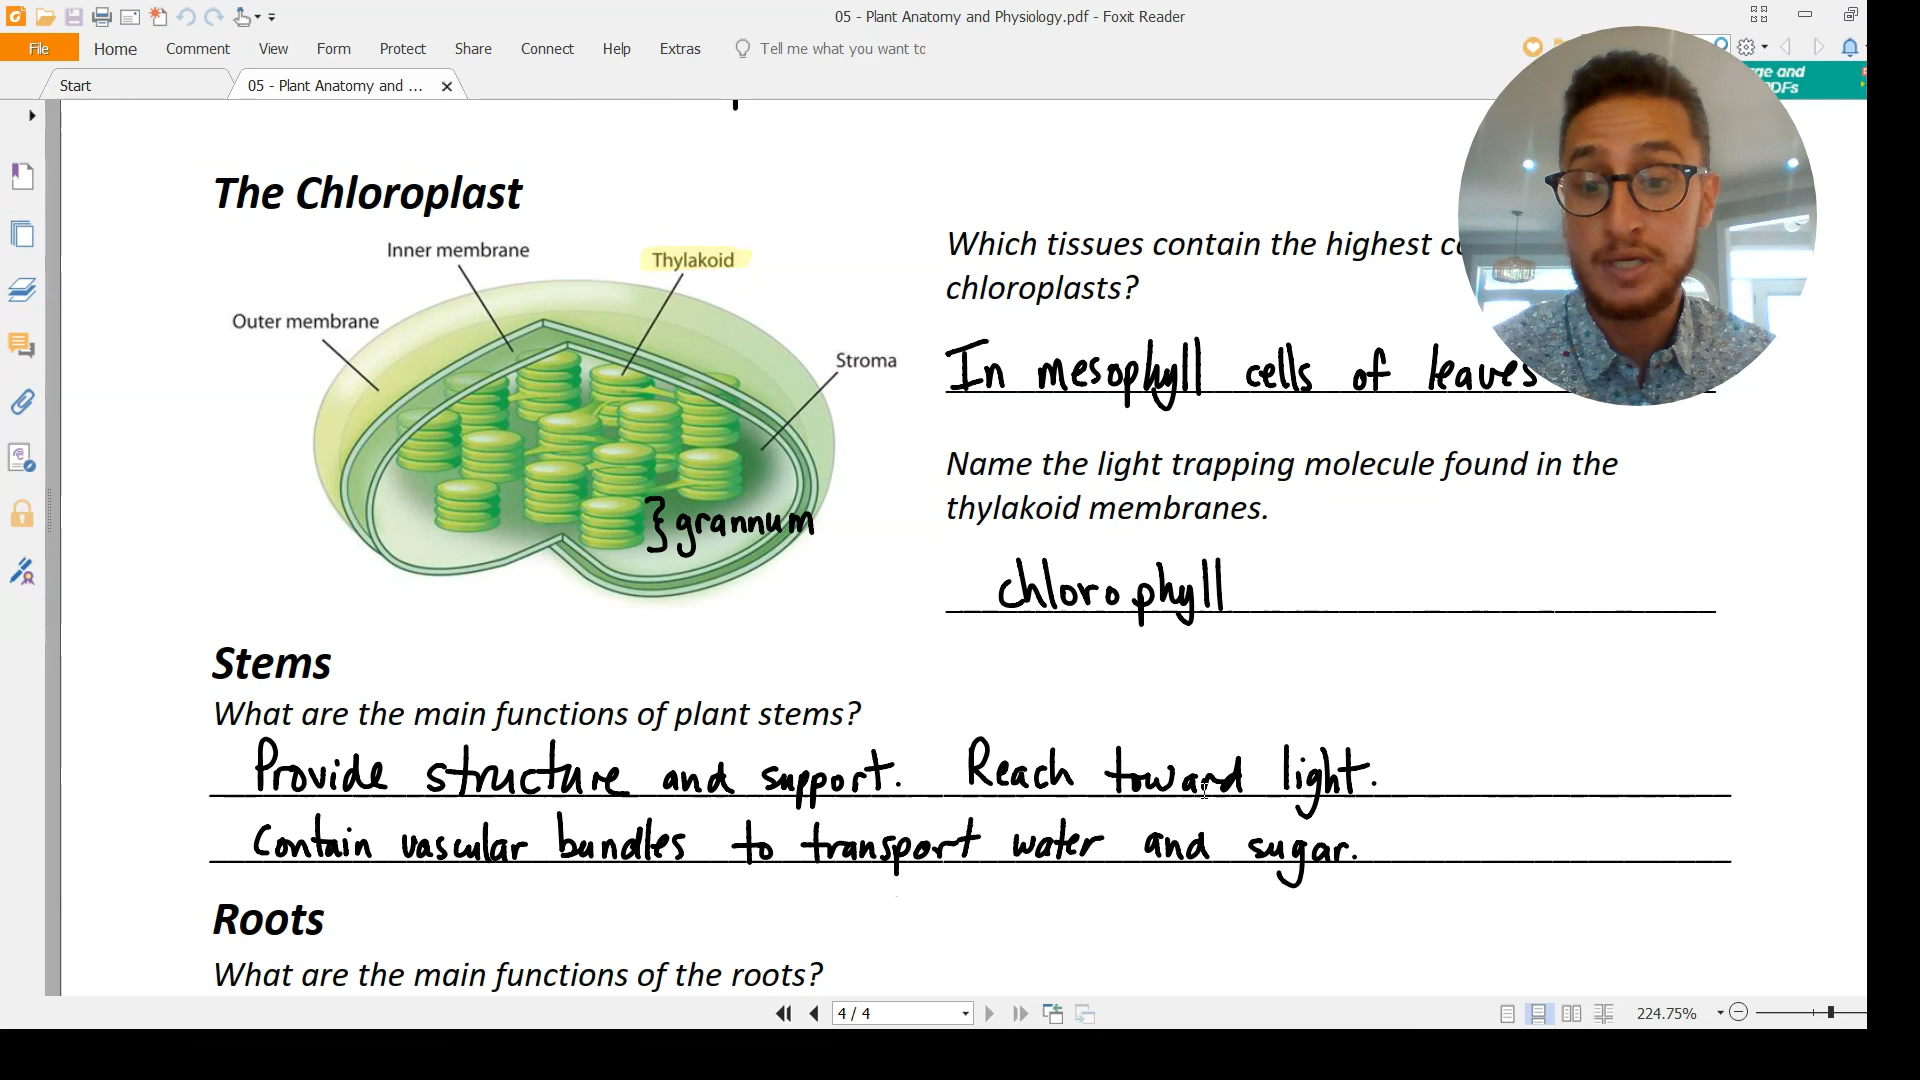 05 - Plant Anatomy and Physiology.pdf - Foxit Reader
File Home Comment View Form Protect Share Connect Help Extras Tell me what you want to
Start 05 - Plant Anatomy and ...
ge and
PDFs
The Chloroplast
Inner membrane
Thylakoid
Outer membrane
Stroma
} grannum
Which tissues contain the highest
chloroplasts?
In mesophyll cells of leaves
Name the light trapping molecule found in the
thylakoid membranes.
chlorophyll
Stems
What are the main functions of plant stems?
Provide structure and support. Reach toward light.
Contain vascular bundles to transport water and sugar.
Roots
What are the main functions of the roots?
4 / 4
224.75%